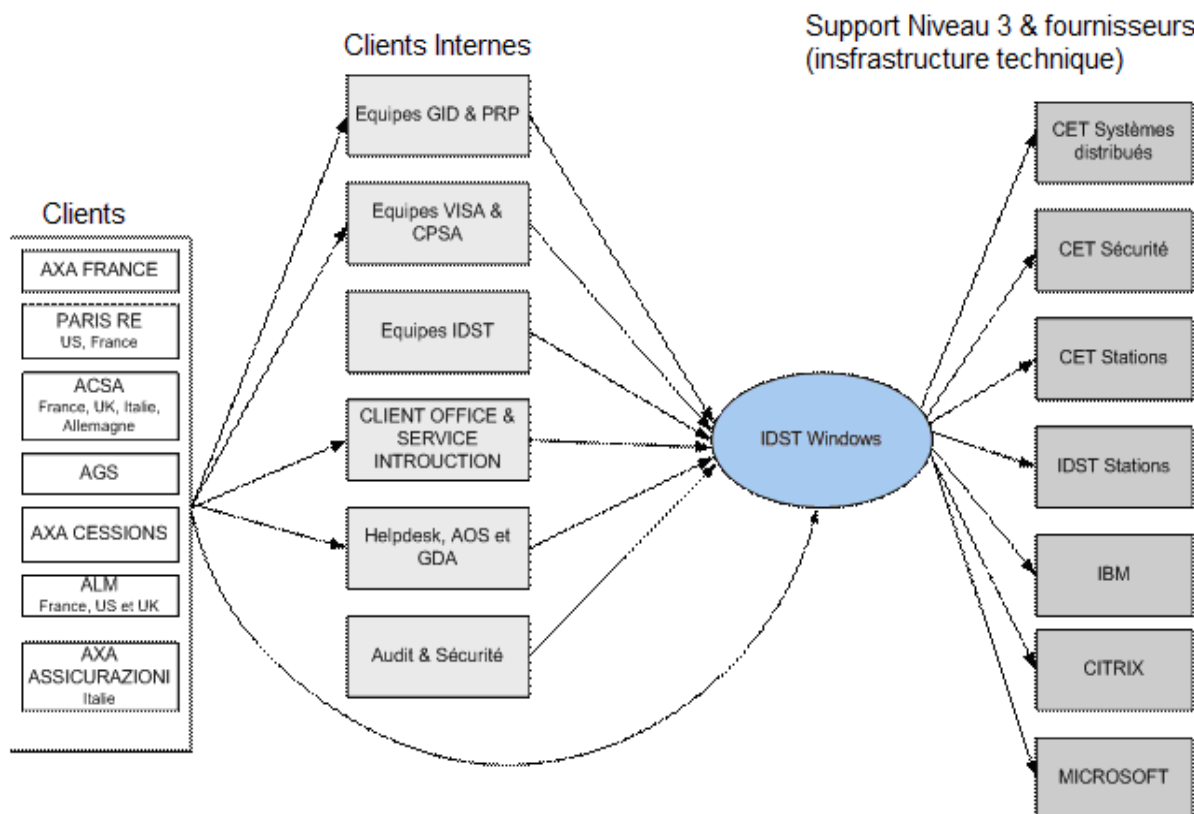 Clients
AXA FRANCE
PARIS RE
US, France
ACSA
France, UK, Italie,
Allemagne
AGS
AXA CESSIONS
ALM
France, US et UK
AXA
ASSICURAZIONI
Italie
Clients Internes
Equipes GID & PRP
Equipes VISA &
CPSA
Equipes IDST
CLIENT OFFICE &
SERVICE
INTROUCTION
Helpdesk, AOS et
GDA
Audit & Sécurité
IDST Windows
Support Niveau 3 & fournisseurs
(insfrastructure technique)
CET Systèmes
distribués
CET Sécurité
CET Stations
IDST Stations
IBM
CITRIX
MICROSOFT